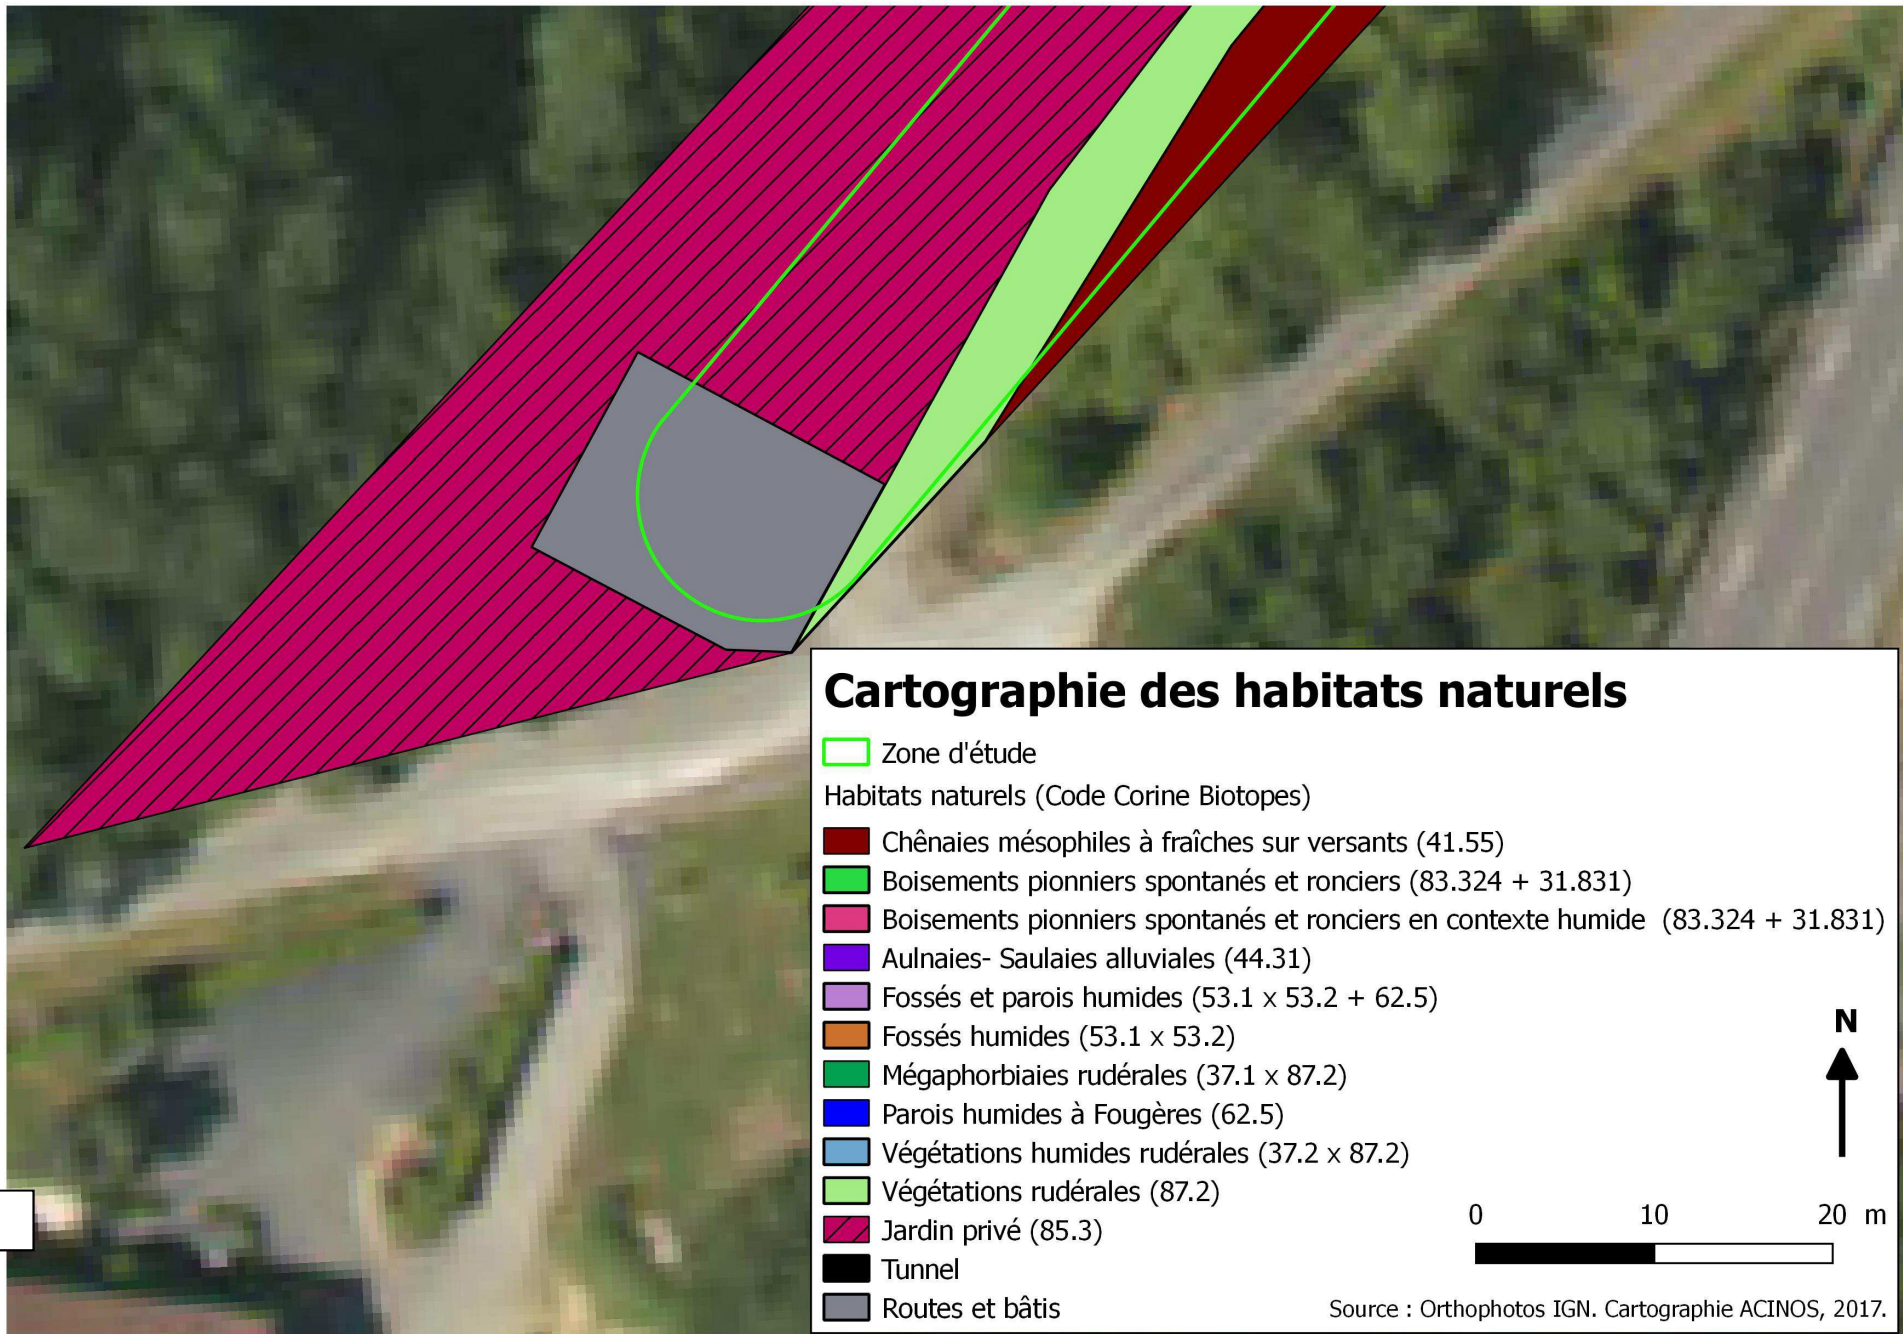 Cartographie des habitats naturels
Zone d'étude
Habitats naturels (Code Corine Biotopes)
Chênaies mésophiles à fraîches sur versants (41.55)
Boisements pionniers spontanés et ronciers (83.324 + 31.831)
Boisements pionniers spontanés et ronciers en contexte humide (83.324 + 31.831)
Aulnaies- Saulaies alluviales (44.31)
Fossés et parois humides (53.1 x 53.2 + 62.5)
Fossés humides (53.1 x 53.2)
Mégaphorbiaies rudérales (37.1 x 87.2)
Parois humides à Fougères (62.5)
Végétations humides rudérales (37.2 x 87.2)
Végétations rudérales (87.2)
Jardin privé (85.3)
Tunnel
Routes et bâtis
N
0 10 20 m
Source : Orthophotos IGN. Cartographie ACINOS, 2017.